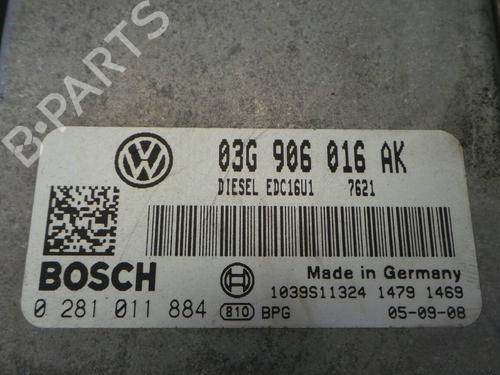 B-PARTS
VW 03G 906 016 AK
DIESEL EDC16U1 7621
BOSCH
Made in Germany
1039S11324 1479 1469
0 281 011 884 810 BPG 05-09-08